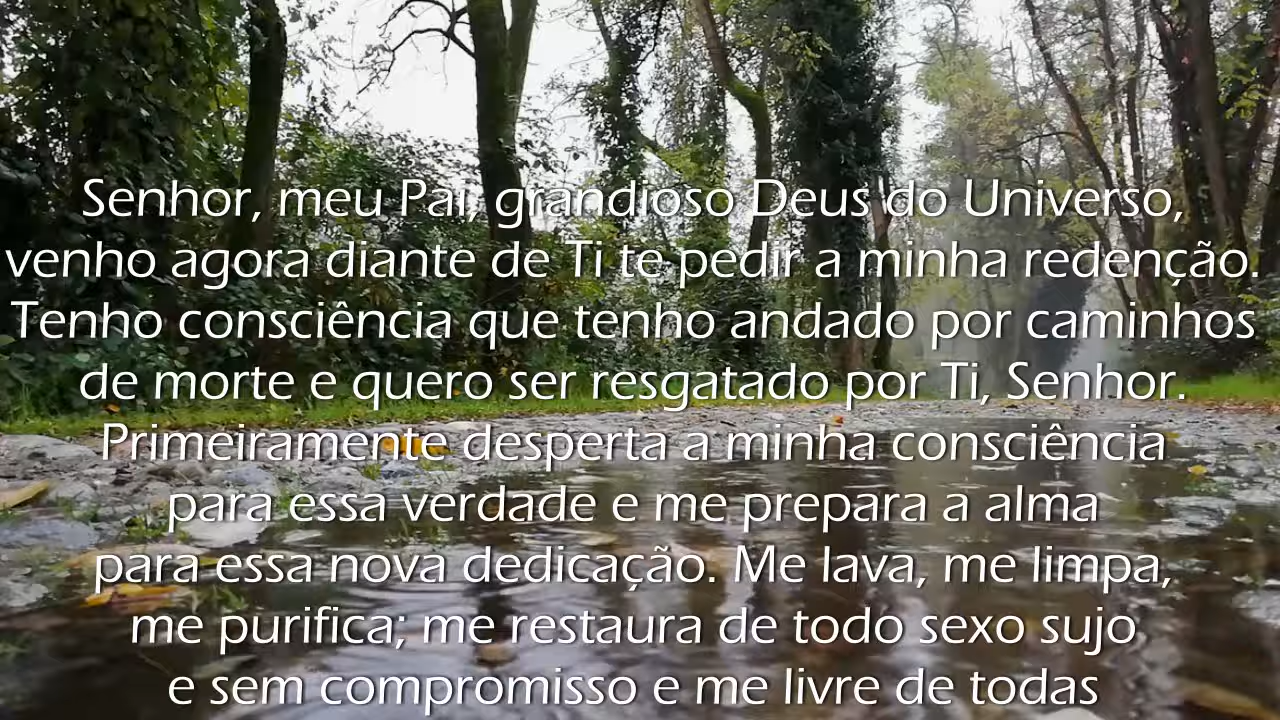 Senhor, meu Pai, grandioso Deus do Universo,
venho agora diante de Ti te pedir a minha redenção.
Tenho consciência que tenho andado por caminhos
de morte e quero ser resgatado por Ti, Senhor.
Primeiramente desperta a minha consciência
para essa verdade e me prepara a alma
para essa nova dedicação. Me lava, me limpa,
me purifica; me restaura de todo sexo sujo
e sem compromisso e me livre de todas